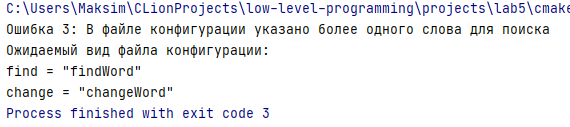 C:\Users\Maksim\CLionProjects\low-level-programming\projects\lab5\cmake
Ошибка 3: В файле конфигурации указано более одного слова для поиска
Ожидаемый вид файла конфигурации:
find = "findWord"
change = "changeWord"
Process finished with exit code 3